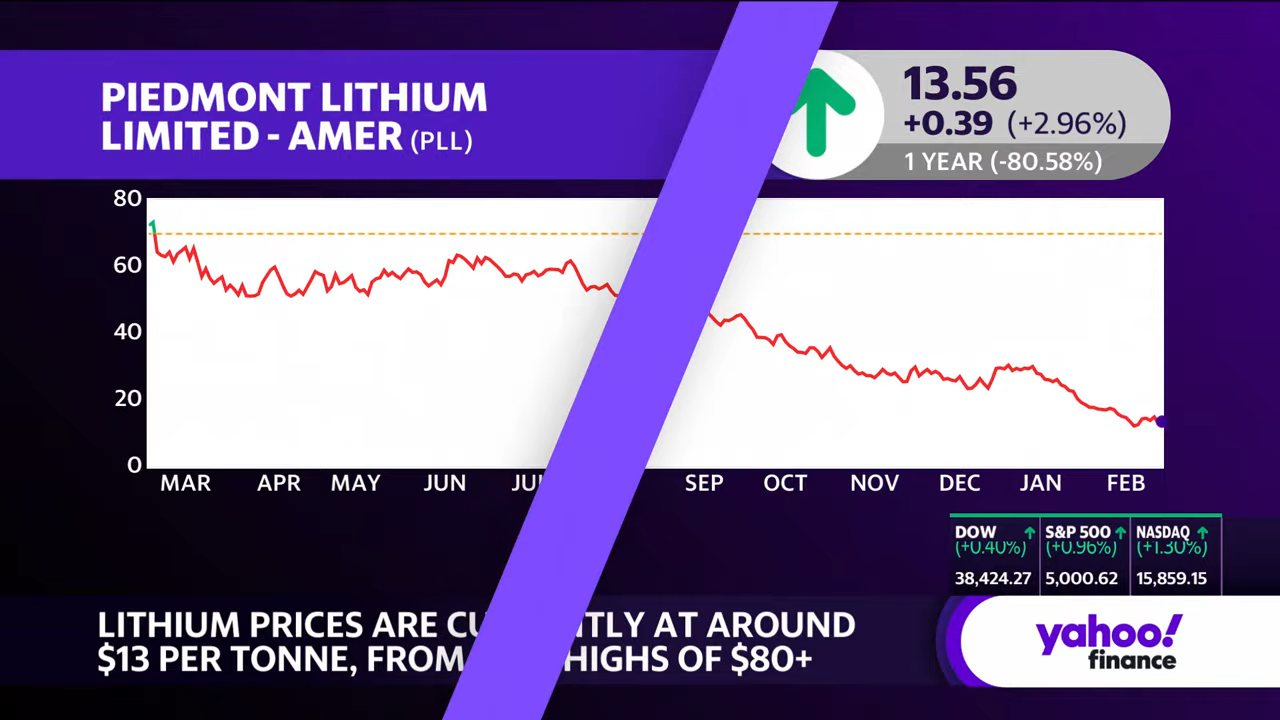 PIEDMONT LITHIUM
LIMITED - AMER (PLL)
13.56
+0.39 (+2.96%)
1 YEAR (-80.58%)
80
60
40
20
0
MAR APR MAY JUN SEP OCT NOV DEC JAN FEB
DOW S&P 500 NASDAQ
(+0.40%) (+0.96%) (+1.30%)
38,424.27 5,000.62 15,859.15
LITHIUM PRICES ARE AT AROUND
$13 PER TONNE, FROM HIGHS OF $80+
yahoo!
finance